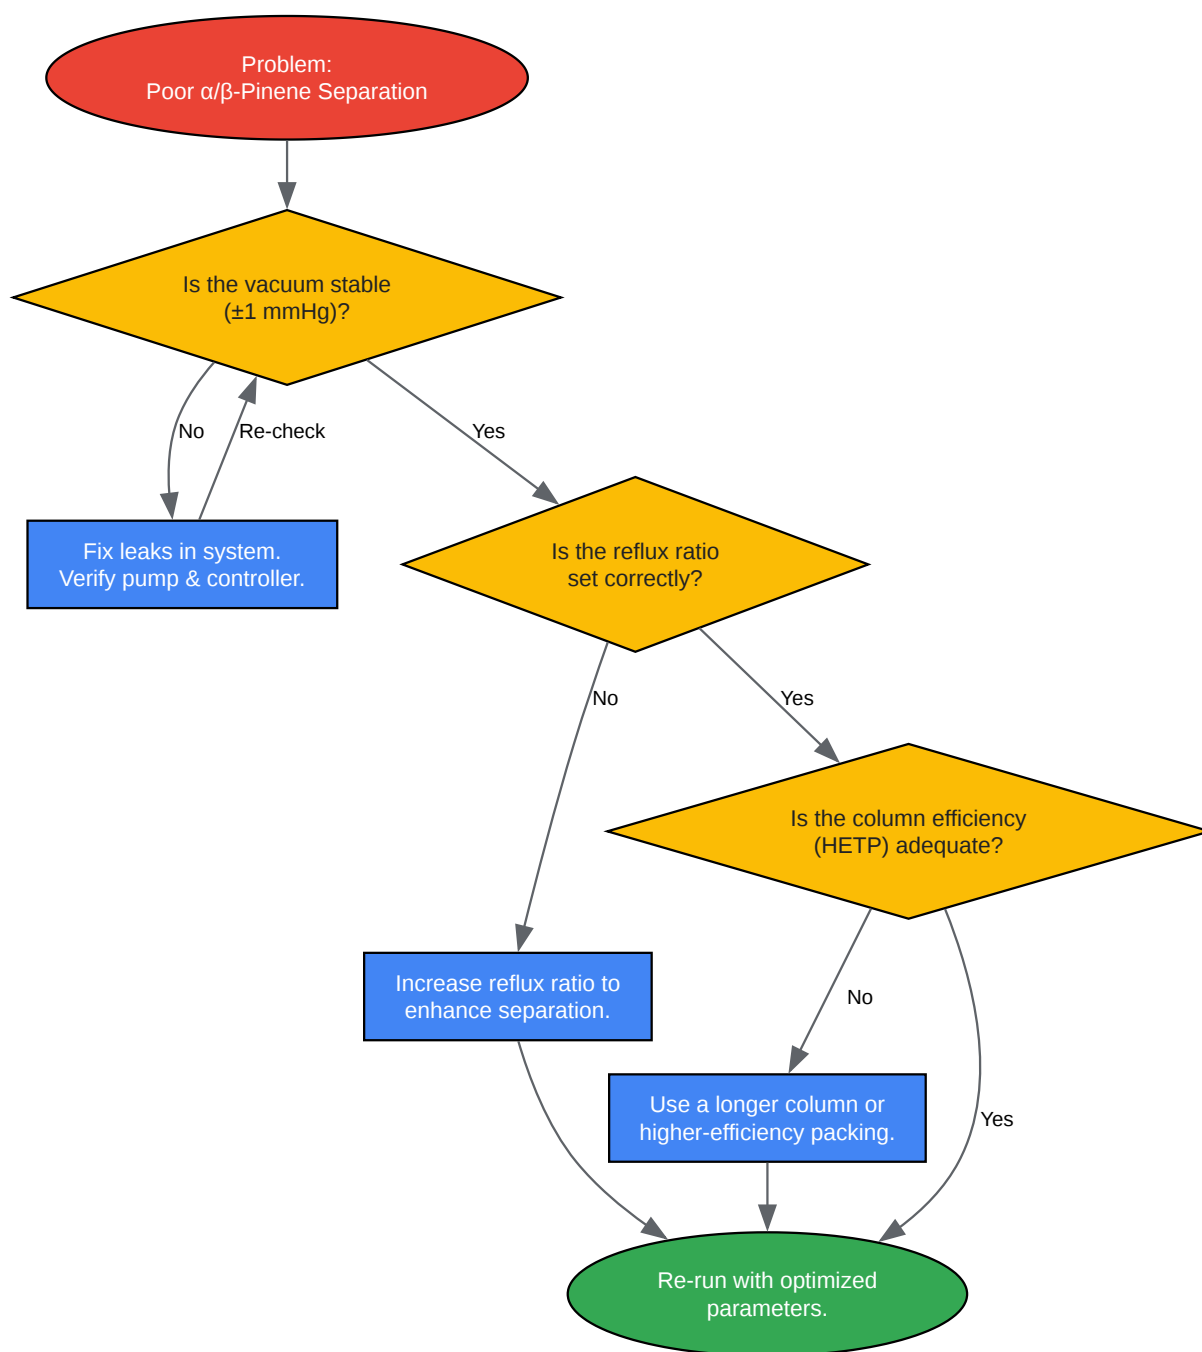 Problem:
Poor α/β-Pinene Separation
Is the vacuum stable
(±1 mmHg)?
No
Re-check
Yes
Fix leaks in system.
Verify pump & controller.
Is the reflux ratio
set correctly?
No
Yes
Is the column efficiency
(HETP) adequate?
Increase reflux ratio to
enhance separation.
No
Use a longer column or
higher-efficiency packing.
Yes
Re-run with optimized
parameters.